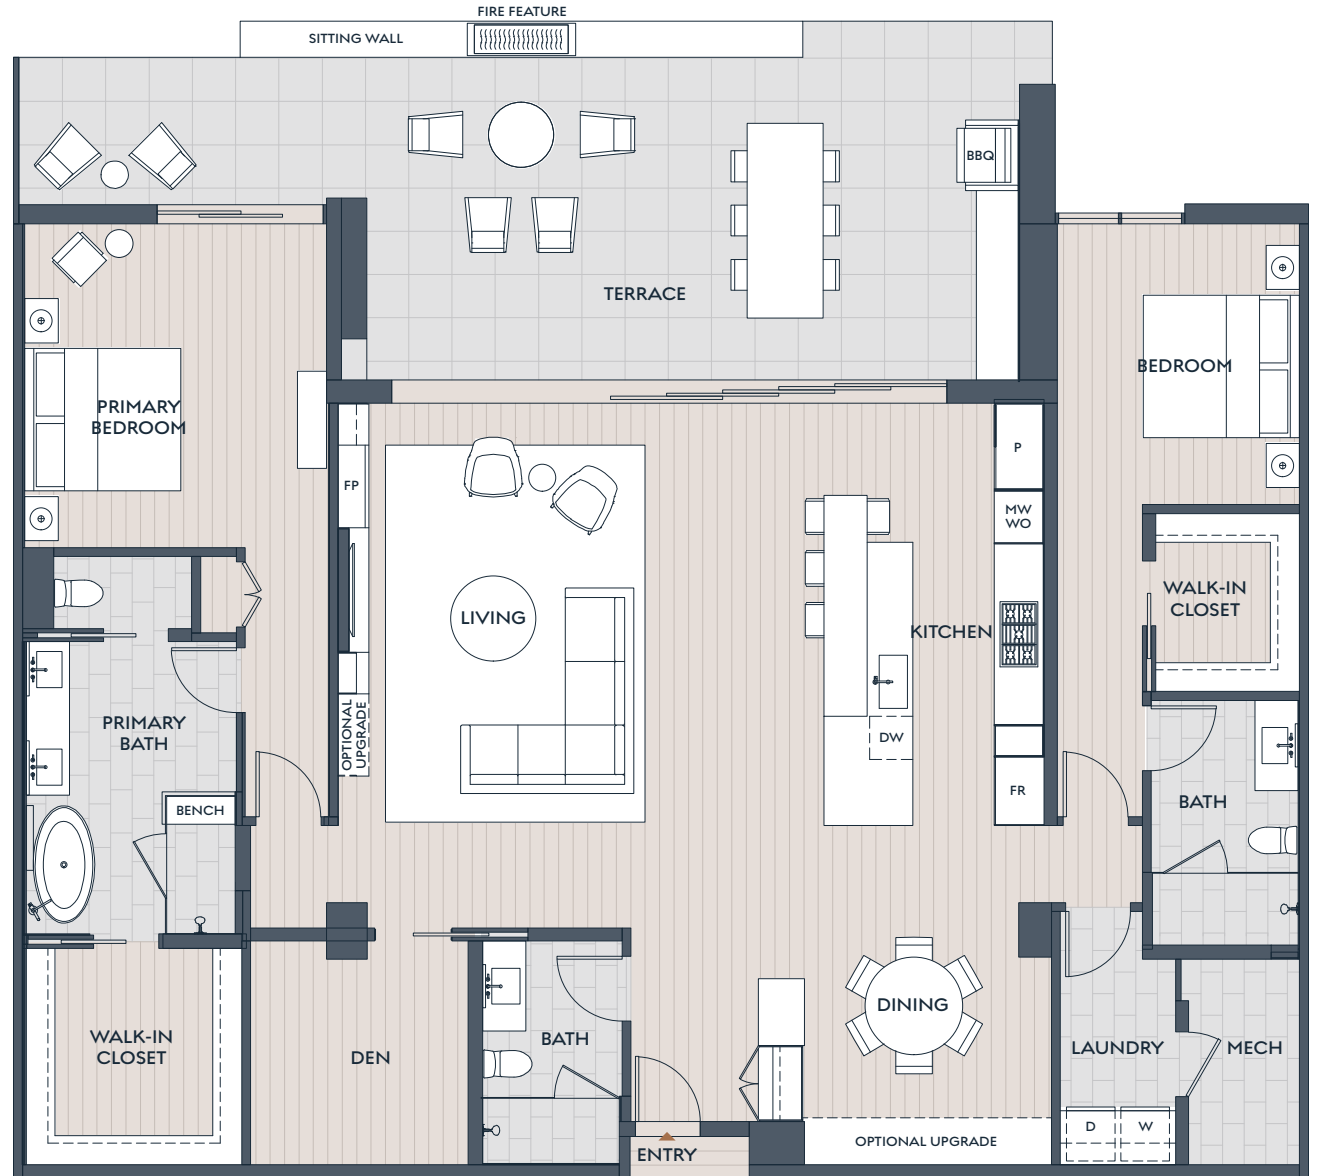 FIRE FEATURE
SITTING WALL
BBQ
TERRACE
BEDROOM
PRIMARY
BEDROOM
P
FP
MW
WO
WALK-IN
CLOSET
LIVING
KITCHEN
OPTIONAL
UPGRADE
PRIMARY
BATH
DW
FR
BENCH
BATH
DINING
BATH
WALK-IN
CLOSET
DEN
LAUNDRY
MECH
D
W
OPTIONAL UPGRADE
ENTRY